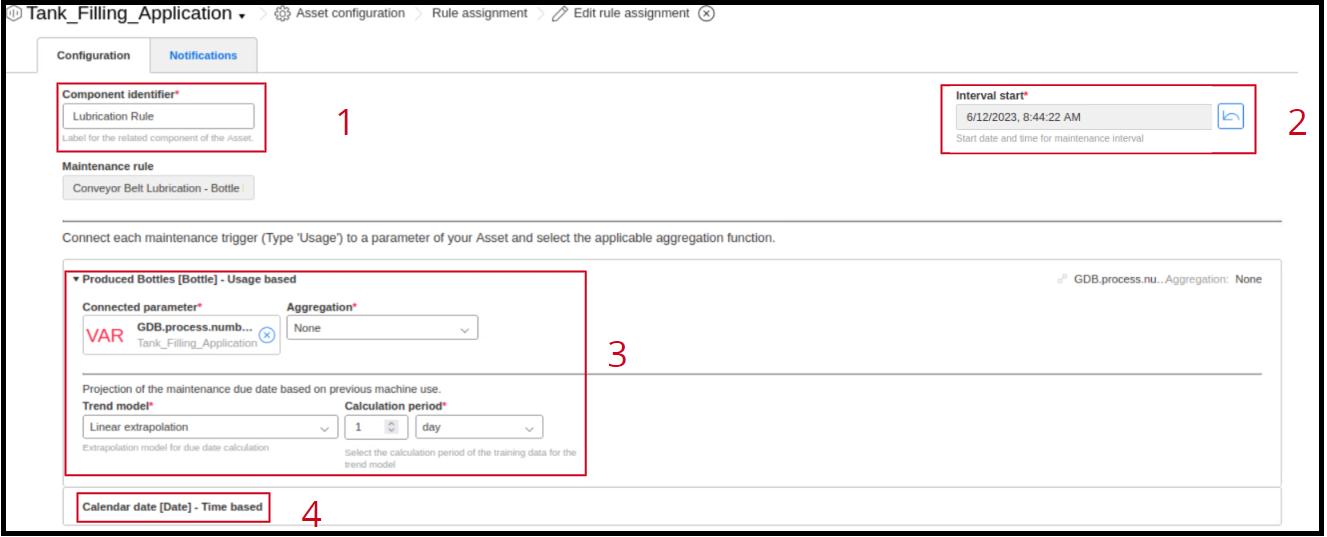 Tank_Filling_Application Asset configuration Rule assignment Edit rule assignment
Configuration Notifications
Component identifier* Interval start*
Lubrication Rule 6/12/2023, 8:44:22 AM
Label for the related component of the Asset. Start date and time for maintenance interval
1
2
Maintenance rule
Conveyor Belt Lubrication - Bottle
Connect each maintenance trigger (Type 'Usage') to a parameter of your Asset and select the applicable aggregation function.
Produced Bottles [Bottle] - Usage based GDB.process.nu.. Aggregation: None
Connected parameter* Aggregation*
VAR GDB.process.numb... None
Tank_Filling_Application
3
Projection of the maintenance due date based on previous machine use.
Trend model* Calculation period*
Linear extrapolation 1 day
Extrapolation model for due date calculation Select the calculation period of the training data for the
trend model
Calendar date [Date] - Time based 4